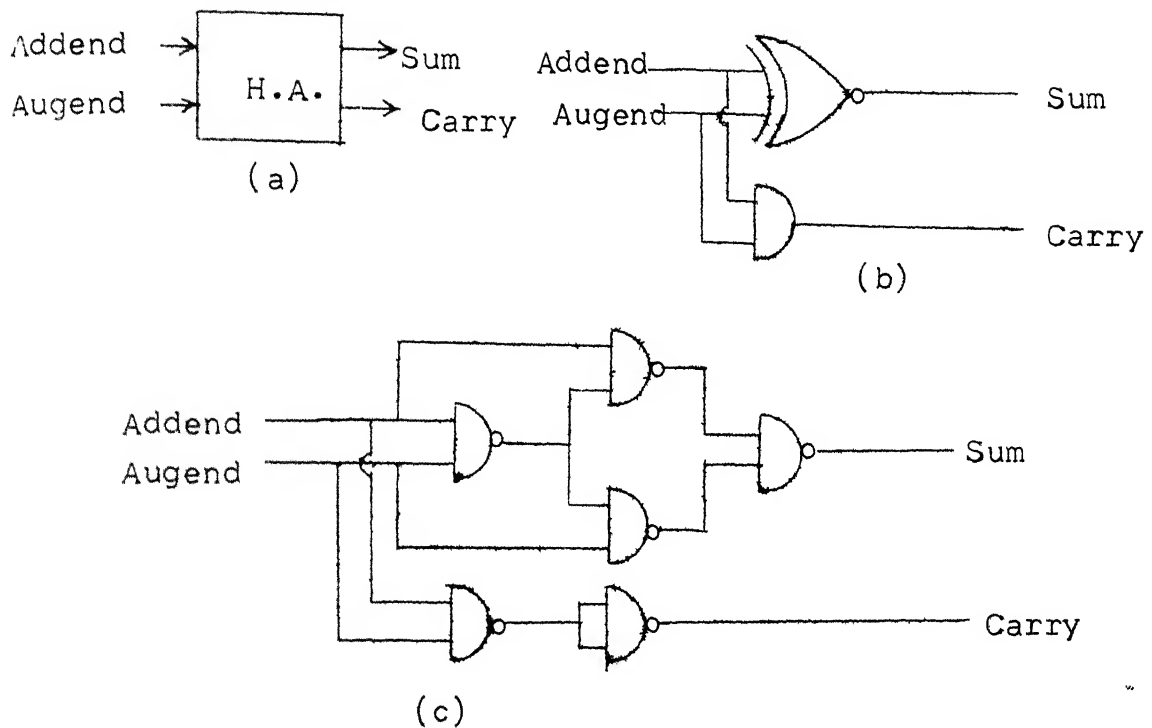 Addend
Augend
H.A.
Sum
Carry
(a)
Addend
Augend
Sum
Carry
(b)
Addend
Augend
Sum
Carry
(c)